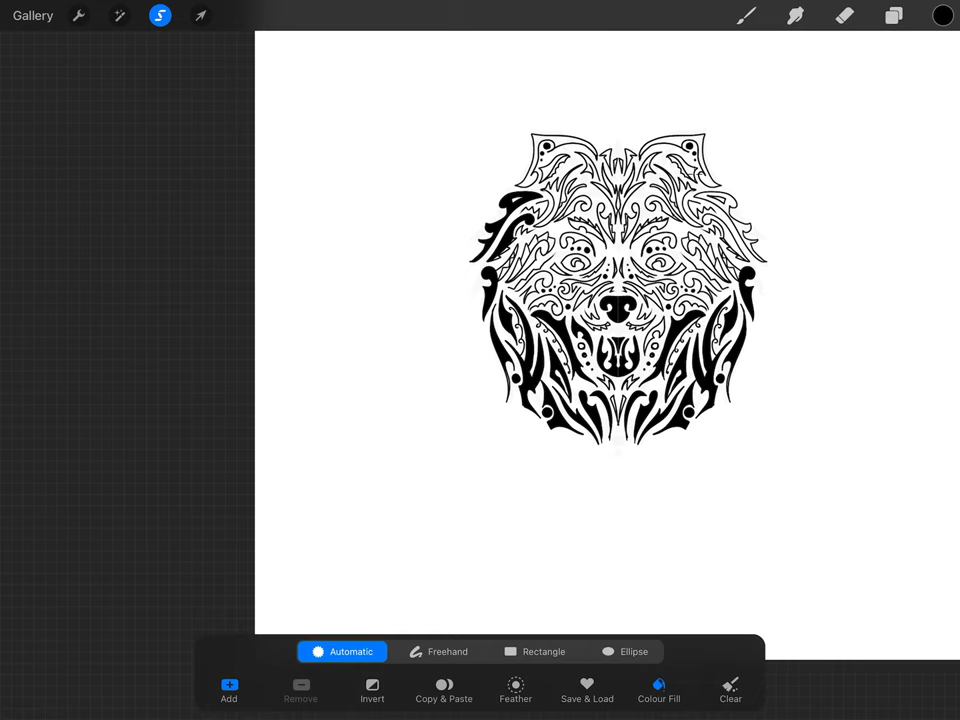 Gallery
Automatic Freehand Rectangle Ellipse
Add Remove Invert Copy & Paste Feather Save & Load Colour Fill Clear